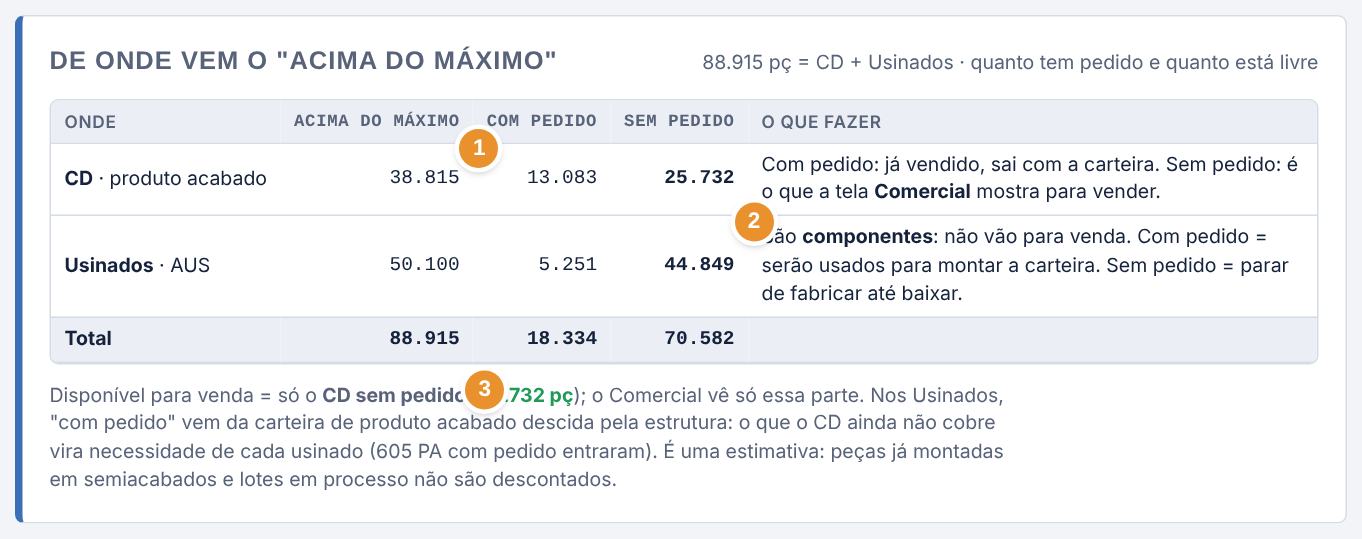 DE ONDE VEM O "ACIMA DO MÁXIMO"
88.915 pç = CD + Usinados · quanto tem pedido e quanto está livre
ONDE ACIMA DO MÁXIMO COM PEDIDO SEM PEDIDO O QUE FAZER
1
CD · produto acabado 38.815 13.083 25.732 Com pedido: já vendido, sai com a carteira. Sem pedido: é
o que a tela Comercial mostra para vender.
2
Usinados · AUS 50.100 5.251 44.849 São componentes: não vão para venda. Com pedido =
serão usados para montar a carteira. Sem pedido = parar
de fabricar até baixar.
Total 88.915 18.334 70.582
3
Disponível para venda = só o CD sem pedido .732 pç); o Comercial vê só essa parte. Nos Usinados,
"com pedido" vem da carteira de produto acabado descida pela estrutura: o que o CD ainda não cobre
vira necessidade de cada usinado (605 PA com pedido entraram). É uma estimativa: peças já montadas
em semiacabados e lotes em processo não são descontados.